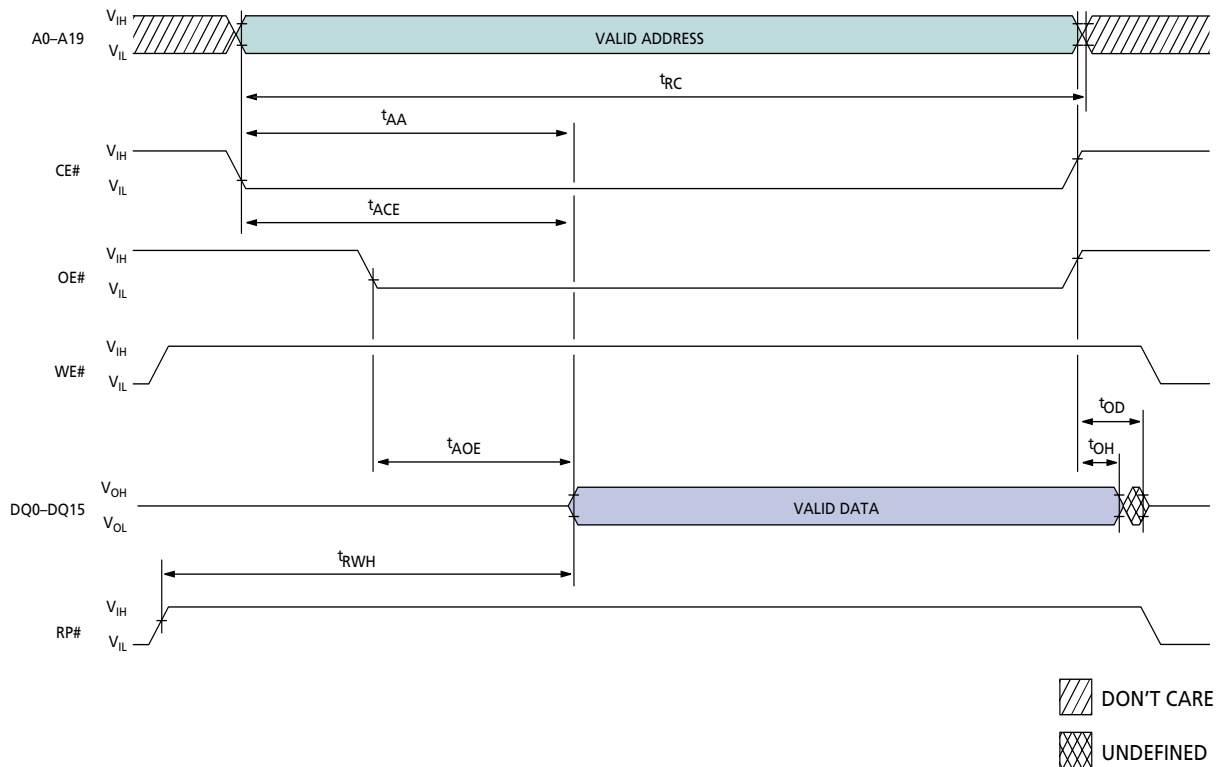 VIH
A0–A19
VIL
VALID ADDRESS
tRC
tAA
VIH
CE#
VIL
tACE
VIH
OE#
VIL
VIH
WE#
VIL
tOD
tAOE
tOH
VOH
DQ0–DQ15
VOL
VALID DATA
tRWH
VIH
RP#
VIL
DON'T CARE
UNDEFINED